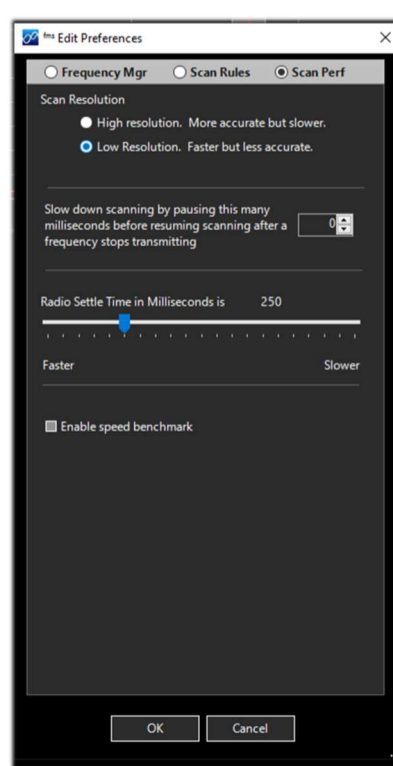 fms Edit Preferences
Frequency Mgr Scan Rules Scan Perf
Scan Resolution
High resolution. More accurate but slower.
Low Resolution. Faster but less accurate.
Slow down scanning by pausing this many
milliseconds before resuming scanning after a
frequency stops transmitting
0
Radio Settle Time in Milliseconds is 250
Faster Slower
Enable speed benchmark
OK Cancel